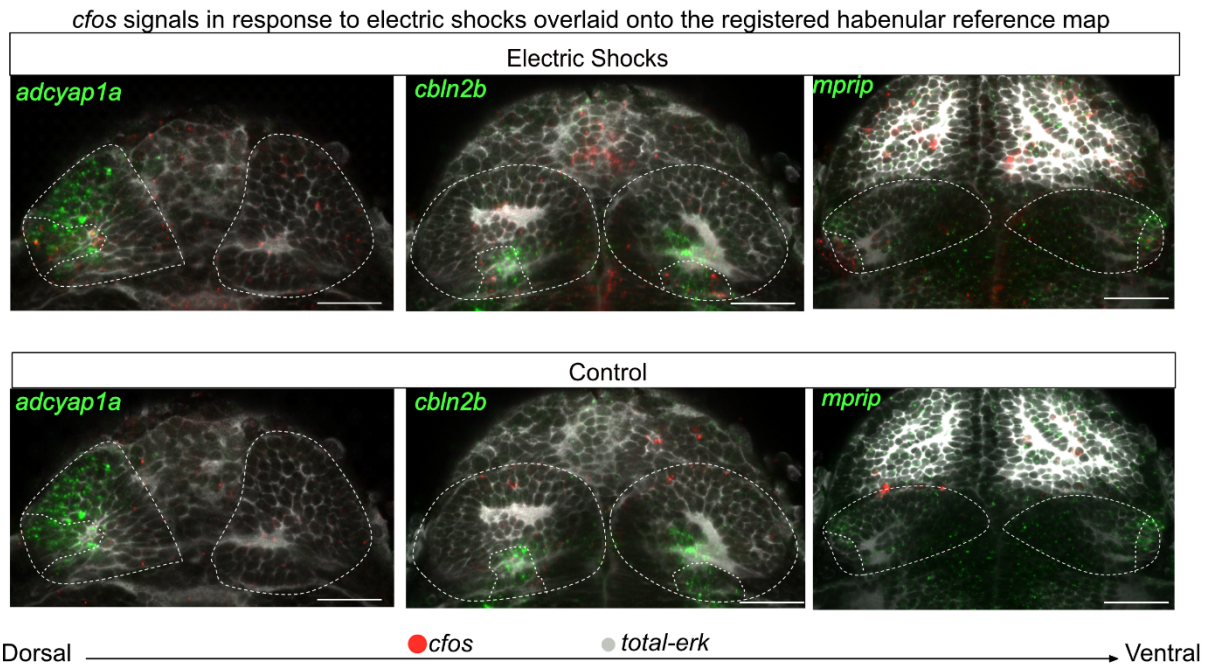 cfos signals in response to electric shocks overlaid onto the registered habenular reference map
Electric Shocks
adcyap1a
cbln2b
mprip
Control
adcyap1a
cbln2b
mprip
cfos
total-erk
Dorsal
Ventral